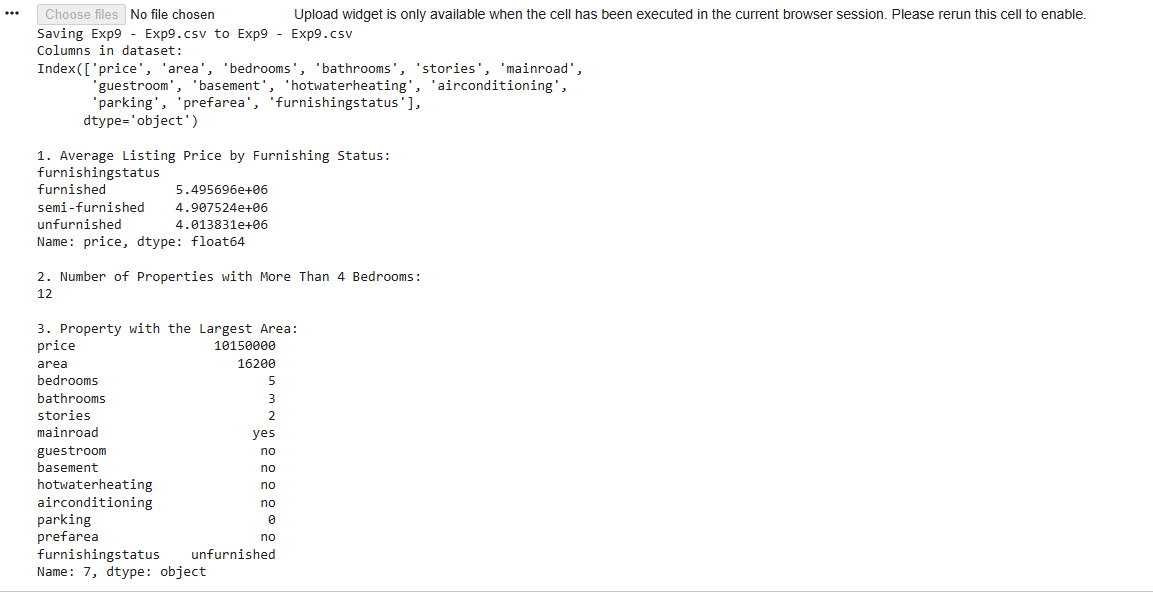 ••• Choose files No file chosen Upload widget is only available when the cell has been executed in the current browser session. Please rerun this cell to enable.
Saving Exp9 - Exp9.csv to Exp9 - Exp9.csv
Columns in dataset:
Index(['price', 'area', 'bedrooms', 'bathrooms', 'stories', 'mainroad',
       'guestroom', 'basement', 'hotwaterheating', 'airconditioning',
       'parking', 'prefarea', 'furnishingstatus'],
      dtype='object')
1. Average Listing Price by Furnishing Status:
furnishingstatus
furnished         5.495696e+06
semi-furnished    4.907524e+06
unfurnished       4.013831e+06
Name: price, dtype: float64
2. Number of Properties with More Than 4 Bedrooms:
12
3. Property with the Largest Area:
price                  10150000
area                      16200
bedrooms                      5
bathrooms                     3
stories                       2
mainroad                    yes
guestroom                    no
basement                     no
hotwaterheating              no
airconditioning              no
parking                       0
prefarea                     no
furnishingstatus    unfurnished
Name: 7, dtype: object